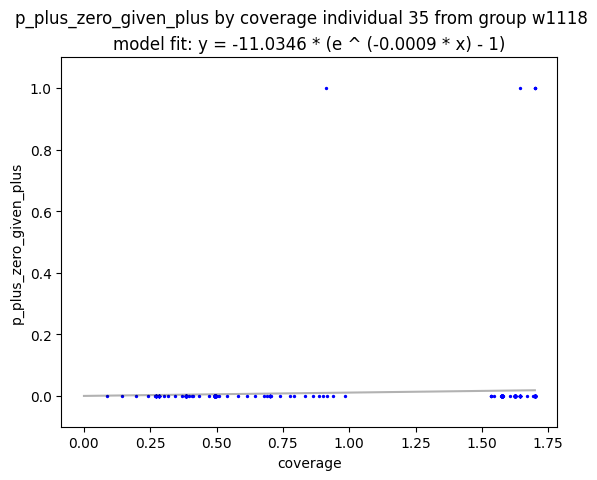 p_plus_zero_given_plus by coverage individual 35 from group w1118
model fit: y = -11.0346 * (e ^ (-0.0009 * x) - 1)
p_plus_zero_given_plus
1.0
0.8
0.6
0.4
0.2
0.0
0.00 0.25 0.50 0.75 1.00 1.25 1.50 1.75
coverage